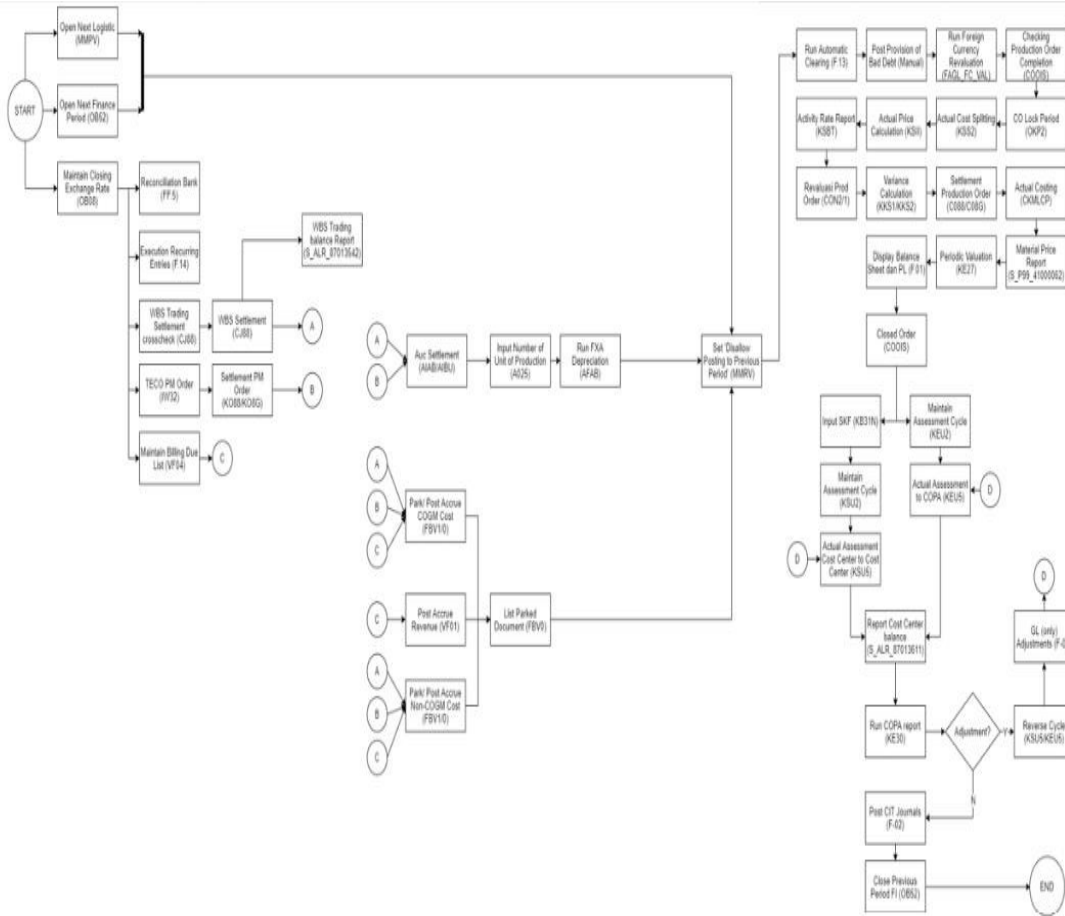 START
Open Next Logistic
(MMPV)
Open Next Finance
Period (OB52)
Maintain Closing
Exchange Rate
(OB08)
Reconciliation Bank
(FF.5)
Execution Recurring
Entries (F.14)
WBS Trading
Settlement
crosscheck (CJ88)
WBS Settlement
(CJ88)
WBS Trading
balance Report
(S_ALR_87013542)
A
TECO PM Order
(IW32)
Settlement PM
Order
(KO88/KO8G)
B
Maintain Billing Due
List (VF04)
C
A
B
Auc Settlement
(AIAB/AIBU)
Input Number of
Unit of Production
(A025)
Run FXA
Depreciation
(AFAB)
A
B
C
Park/ Post Accrue
COGM Cost
(FBV1/0)
C
Post Accrue
Revenue (VF01)
List Parked
Document (FBV0)
A
B
C
Park/ Post Accrue
Non-COGM Cost
(FBV1/0)
Set 'Disallow
Posting to Previous
Period' (MMRV)
Run Automatic
Clearing (F.13)
Post Provision of
Bad Debt (Manual)
Run Foreign
Currency
Revaluation
(FAGL_FC_VAL)
Checking
Production Order
Completion
(COOIS)
CO Lock Period
(OKP2)
Actual Cost Splitting
(KSS2)
Actual Price
Calculation (KSII)
Activity Rate Report
(KSBT)
Revaluasi Prod
Order (CON2/1)
Variance
Calculation
(KKS1/KKS2)
Settlement
Production Order
(C088/C08G)
Actual Costing
(CKMLCP)
Material Price
Report
(S_P99_41000062)
Periodic Valuation
(KE27)
Display Balance
Sheet dan PL (F.01)
Closed Order
(COOIS)
Input SKF (KB31N)
Maintain
Assessment Cycle
(KEU2)
Maintain
Assessment Cycle
(KSU2)
Actual Assessment
to COPA (KEU5)
D
D
Actual Assessment
Cost Center to Cost
Center (KSU5)
Report Cost Center
balance
(S_ALR_87013611)
D
GL (only)
Adjustments (F-0
Run COPA report
(KE30)
Adjustment?
Y
Reverse Cycle
(KSU5/KEU5)
N
Post CIT Journals
(F-02)
Close Previous
Period FI (OB52)
END